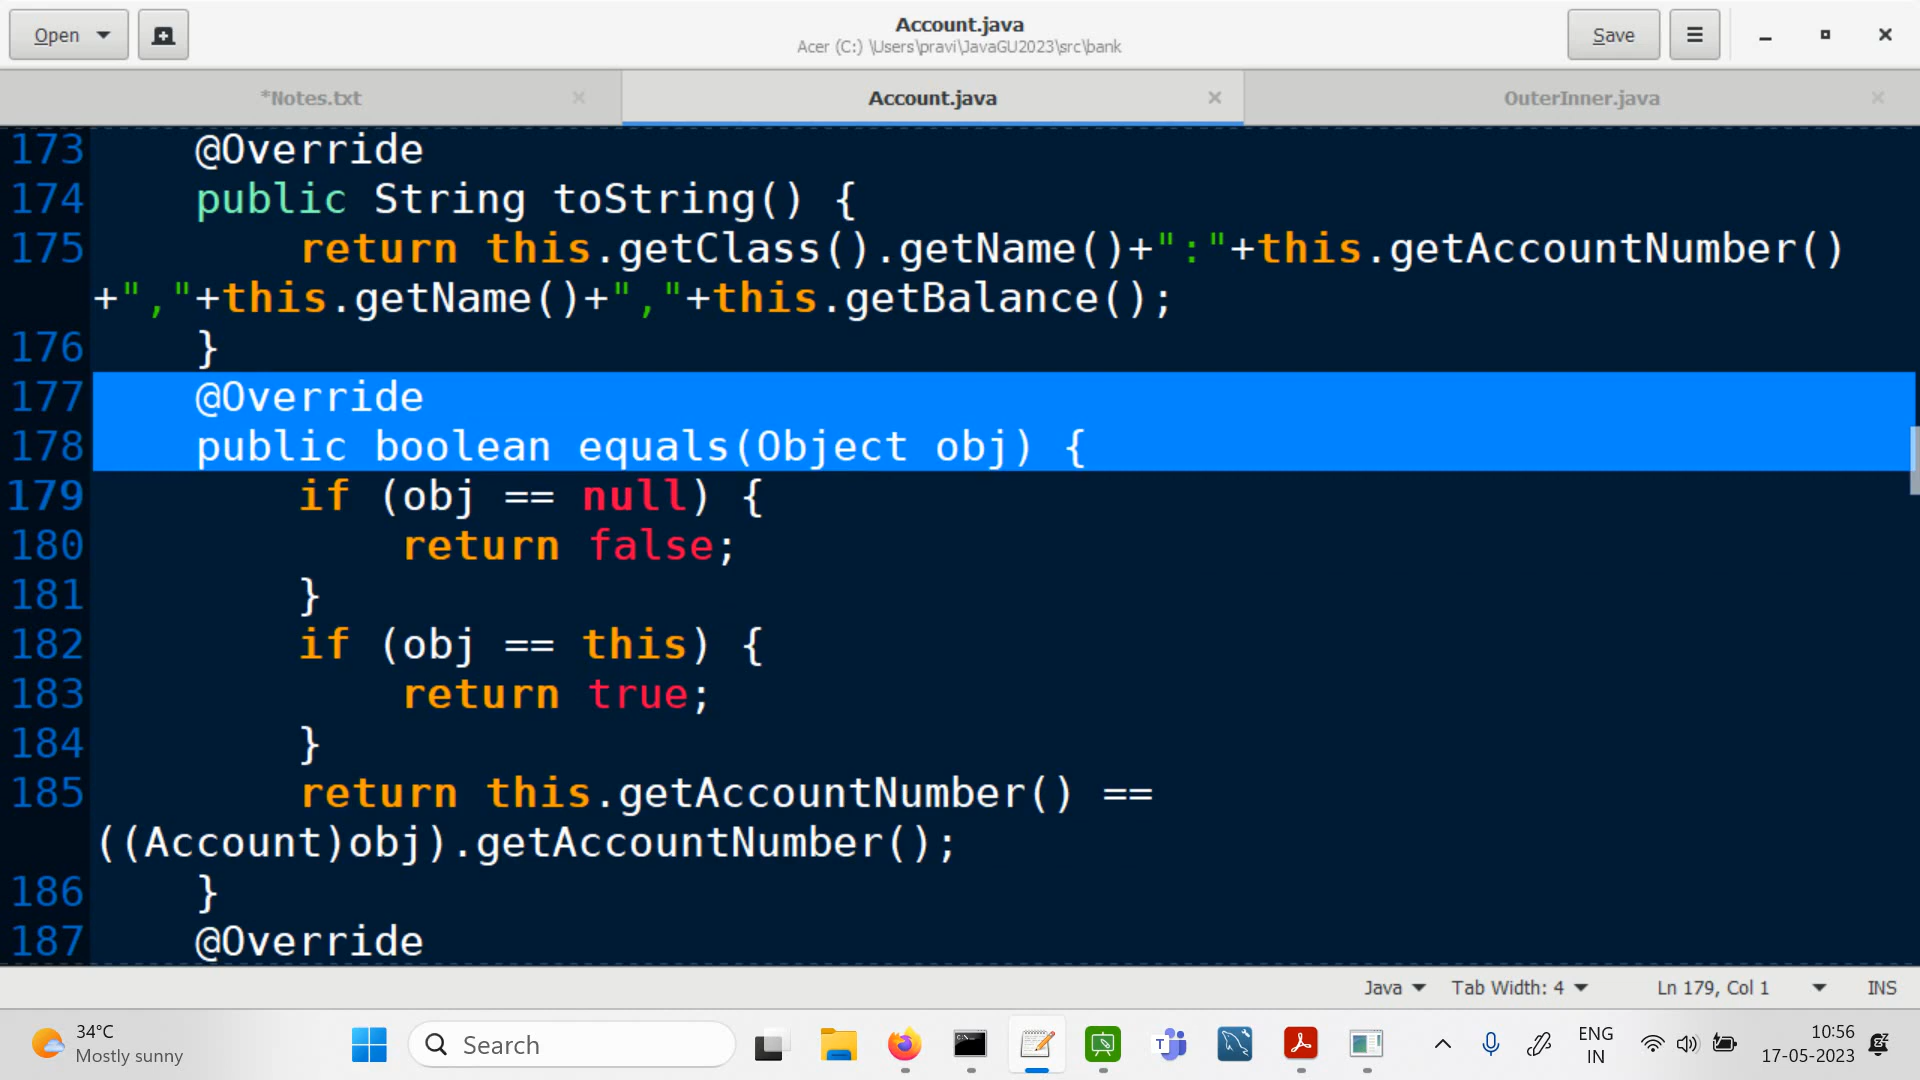 Open
Account.java
Acer (C:) \Users\pravi\JavaGU2023\src\bank
Save
*Notes.txt
Account.java
OuterInner.java
173 @Override
174 public String toString() {
175 return this.getClass().getName()+":"+this.getAccountNumber()
+","+this.getName()+","+this.getBalance();
176 }
177 @Override
178 public boolean equals(Object obj) {
179 if (obj == null) {
180 return false;
181 }
182 if (obj == this) {
183 return true;
184 }
185 return this.getAccountNumber() ==
((Account)obj).getAccountNumber();
186 }
187 @Override
Java Tab Width: 4 Ln 179, Col 1 INS
34°C
Mostly sunny
Search
ENG
IN
10:56
17-05-2023